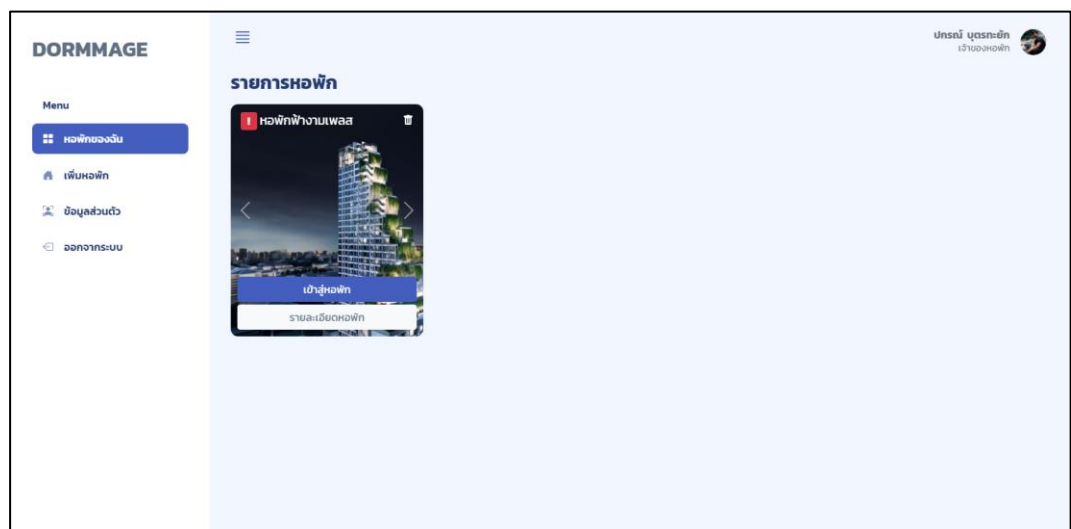 DORMMAGE
Menu
หอพักของฉัน
เพิ่มหอพัก
ข้อมูลส่วนตัว
ออกจากระบบ
ปกรณ์ บุตรทะยัก
เจ้าของหอพัก
รายการหอพัก
! หอพักฟ้างามเพลส
เข้าสู่หอพัก
รายละเอียดหอพัก